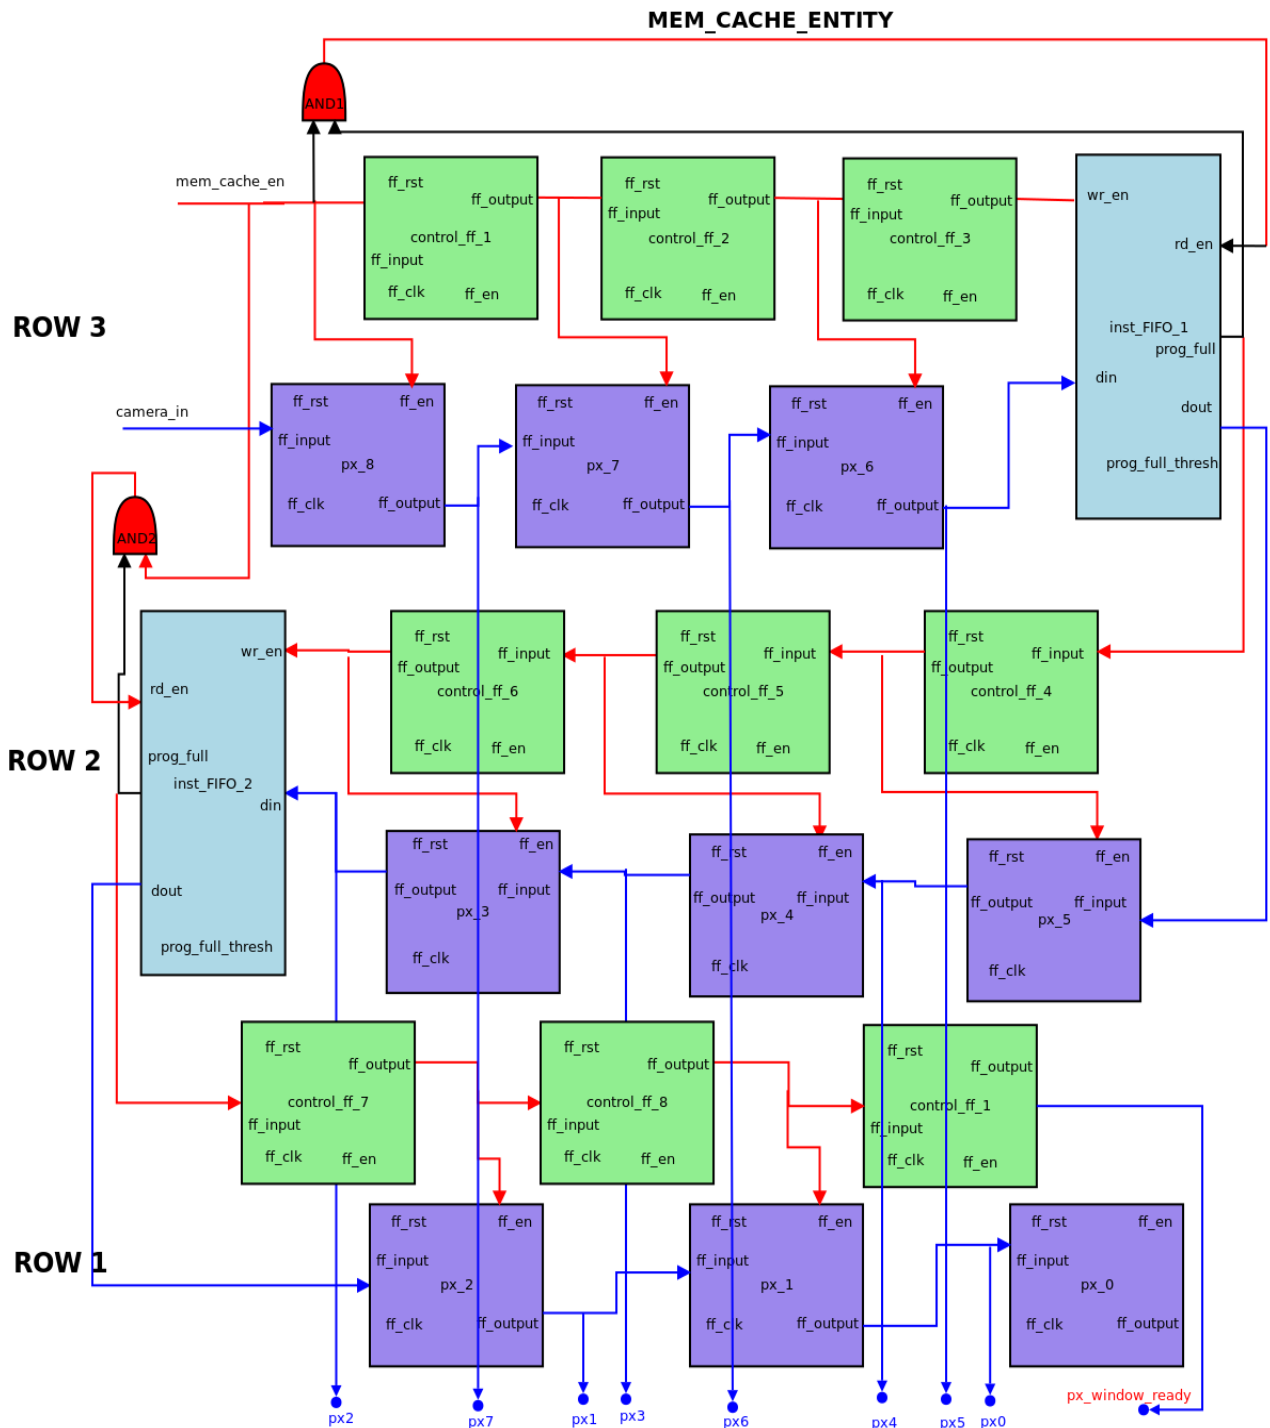 MEM_CACHE_ENTITY
AND1
mem_cache_en
ff_rst
ff_output
control_ff_1
ff_input
ff_clk
ff_en
ff_rst
ff_output
ff_input
control_ff_2
ff_clk
ff_en
ff_rst
ff_output
ff_input
control_ff_3
ff_clk
ff_en
wr_en
rd_en
inst_FIFO_1
prog_full
din
dout
prog_full_thresh
ROW 3
camera_in
ff_rst
ff_en
ff_input
px_8
ff_clk
ff_output
ff_rst
ff_en
ff_input
px_7
ff_clk
ff_output
ff_rst
ff_en
ff_input
px_6
ff_clk
ff_output
AND2
wr_en
rd_en
prog_full
inst_FIFO_2
din
dout
prog_full_thresh
ROW 2
ff_rst
ff_input
ff_output
control_ff_6
ff_clk
ff_en
ff_rst
ff_input
ff_output
control_ff_5
ff_clk
ff_en
ff_rst
ff_input
ff_output
control_ff_4
ff_clk
ff_en
ff_rst
ff_en
ff_output
ff_input
px_3
ff_clk
ff_rst
ff_en
ff_output
ff_input
px_4
ff_clk
ff_rst
ff_en
ff_output
ff_input
px_5
ff_clk
ff_rst
ff_output
control_ff_7
ff_input
ff_clk
ff_en
ff_rst
ff_output
control_ff_8
ff_input
ff_clk
ff_en
ff_rst
ff_output
control_ff_1
ff_input
ff_clk
ff_en
ROW 1
ff_rst
ff_en
ff_input
px_2
ff_clk
ff_output
ff_rst
ff_en
ff_input
px_1
ff_clk
ff_output
ff_rst
ff_en
ff_input
px_0
ff_clk
ff_output
px_window_ready
px2
px7
px1
px3
px6
px4
px5
px0